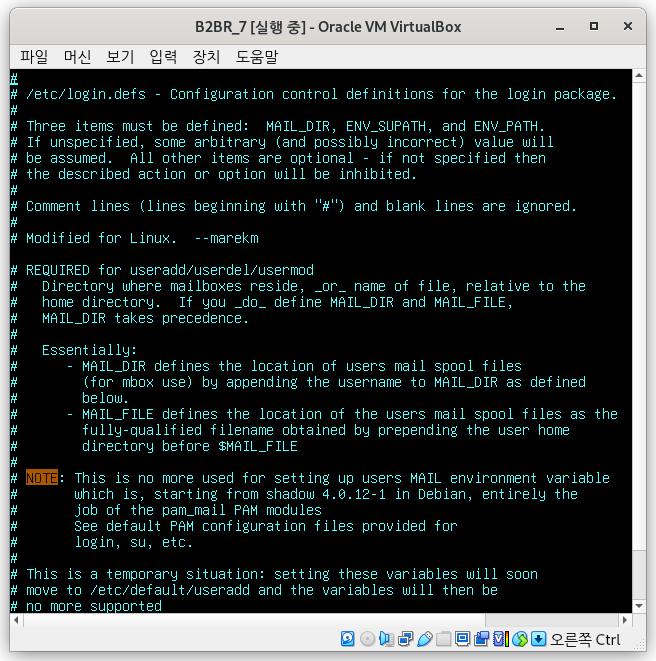 B2BR_7 [실행 중] - Oracle VM VirtualBox
파일 머신 보기 입력 장치 도움말
#
# /etc/login.defs - Configuration control definitions for the login package.
#
# Three items must be defined:  MAIL_DIR, ENV_SUPATH, and ENV_PATH.
# If unspecified, some arbitrary (and possibly incorrect) value will
# be assumed.  All other items are optional - if not specified then
# the described action or option will be inhibited.
#
# Comment lines (lines beginning with "#") and blank lines are ignored.
#
# Modified for Linux.  --marekm

# REQUIRED for useradd/userdel/usermod
#   Directory where mailboxes reside, _or_ name of file, relative to the
#   home directory.  If you _do_ define MAIL_DIR and MAIL_FILE,
#   MAIL_DIR takes precedence.
#
#   Essentially:
#      - MAIL_DIR defines the location of users mail spool files
#        (for mbox use) by appending the username to MAIL_DIR as defined
#        below.
#      - MAIL_FILE defines the location of the users mail spool files as the
#        fully-qualified filename obtained by prepending the user home
#        directory before $MAIL_FILE
#
# NOTE: This is no more used for setting up users MAIL environment variable
#       which is, starting from shadow 4.0.12-1 in Debian, entirely the
#       job of the pam_mail PAM modules
#       See default PAM configuration files provided for
#       login, su, etc.
#
# This is a temporary situation: setting these variables will soon
# move to /etc/default/useradd and the variables will then be
# no more supported
오른쪽 Ctrl